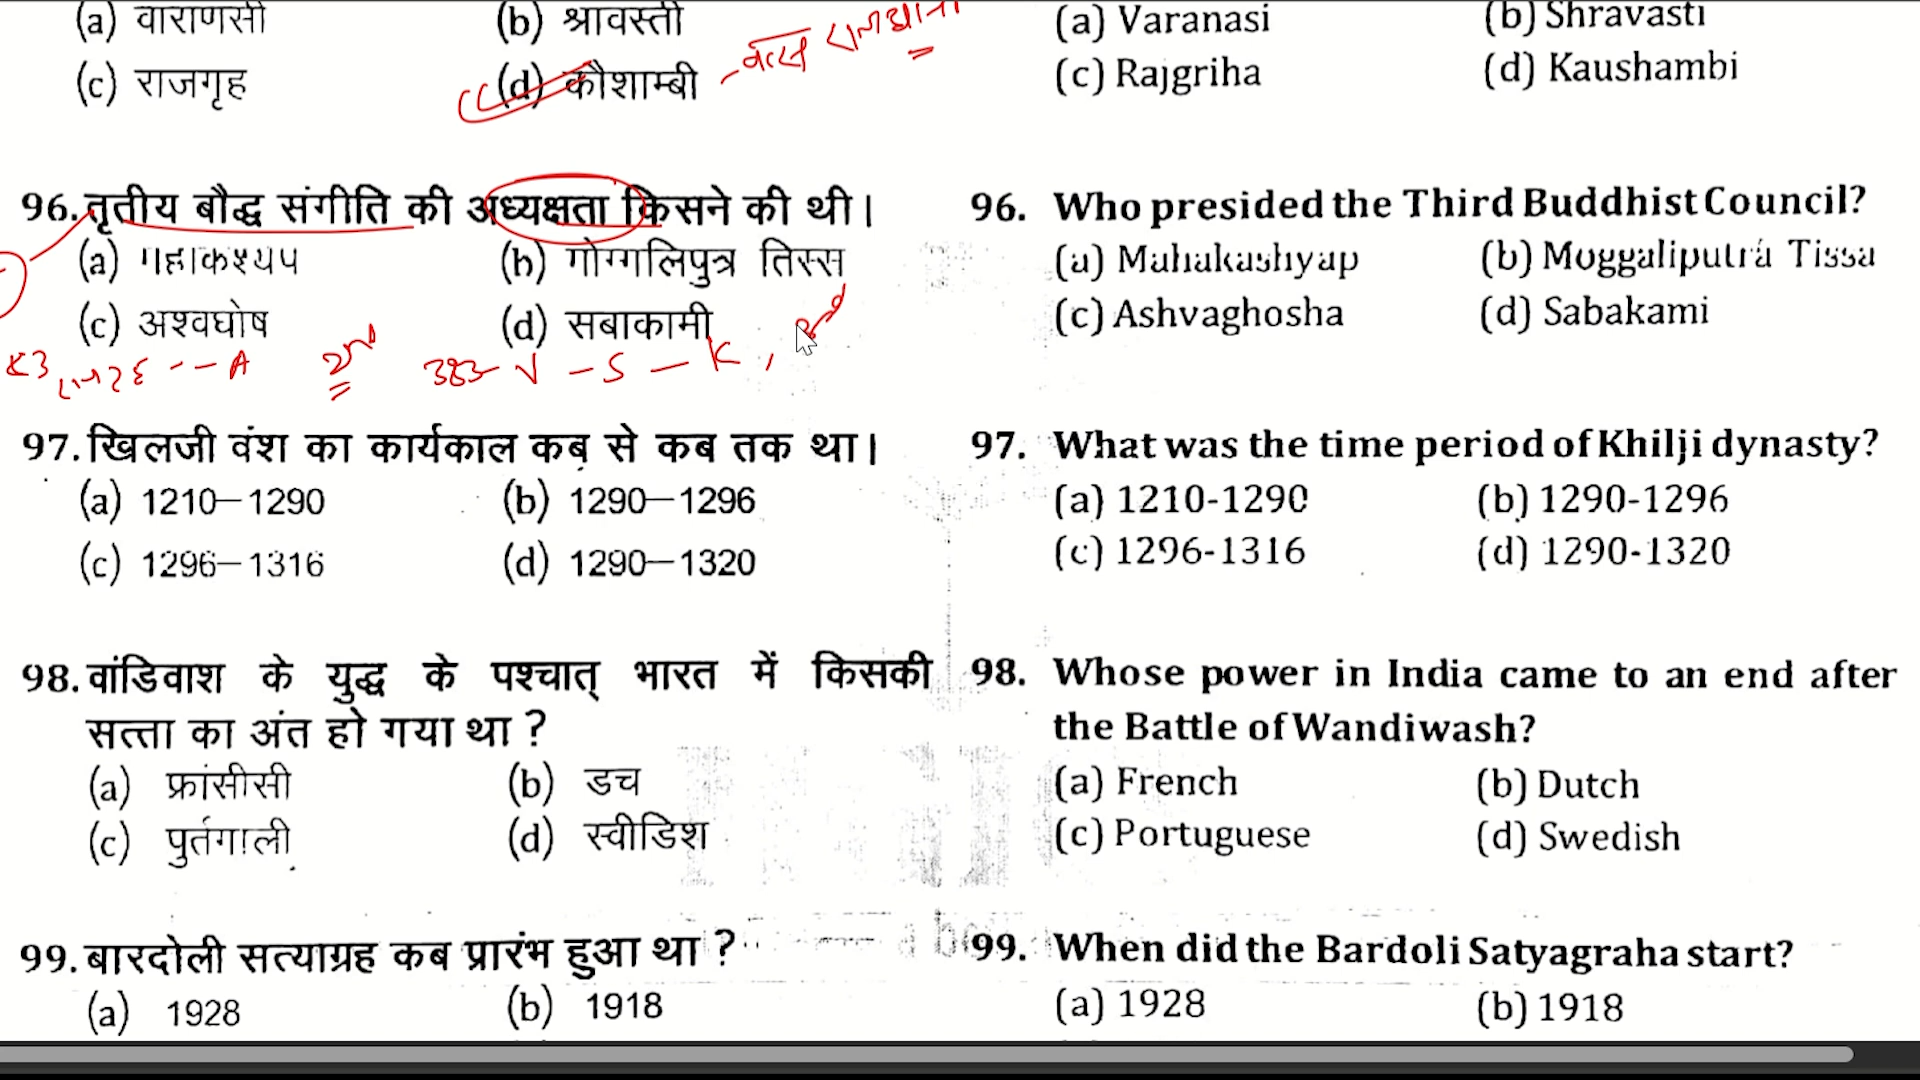 (a) वाराणसी (b) श्रावस्ती
(c) राजगृह (d) कौशाम्बी - वत्स राजधानी
96. तृतीय बौद्ध संगीति की अध्यक्षता किसने की थी।
(a) महाकश्यप (b) मोग्गलिपुत्र तिस्स
(c) अश्वघोष (d) सबाकामी
383 - V - S - K ,
97. खिलजी वंश का कार्यकाल कब से कब तक था।
(a) 1210–1290 (b) 1290–1296
(c) 1296–1316 (d) 1290–1320
98. वांडिवाश के युद्ध के पश्चात् भारत में किसकी
सत्ता का अंत हो गया था ?
(a) फ्रांसीसी (b) डच
(c) पुर्तगाली (d) स्वीडिश
99. बारदोली सत्याग्रह कब प्रारंभ हुआ था ?
(a) 1928 (b) 1918
(a) Varanasi (b) Shravasti
(c) Rajgriha (d) Kaushambi
96. Who presided the Third Buddhist Council?
(a) Mahakashyap (b) Moggaliputra Tissa
(c) Ashvaghosha (d) Sabakami
97. What was the time period of Khilji dynasty?
(a) 1210-1290 (b) 1290-1296
(c) 1296-1316 (d) 1290-1320
98. Whose power in India came to an end after
the Battle of Wandiwash?
(a) French (b) Dutch
(c) Portuguese (d) Swedish
99. When did the Bardoli Satyagraha start?
(a) 1928 (b) 1918